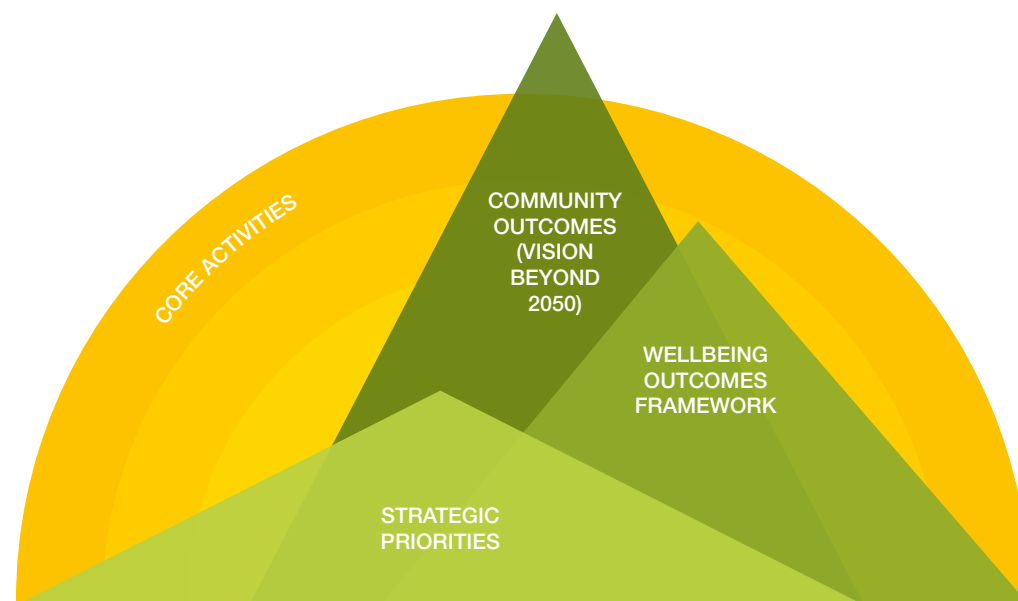 CORE ACTIVITIES
COMMUNITY
OUTCOMES
(VISION
BEYOND
2050)
WELLBEING
OUTCOMES
FRAMEWORK
STRATEGIC
PRIORITIES